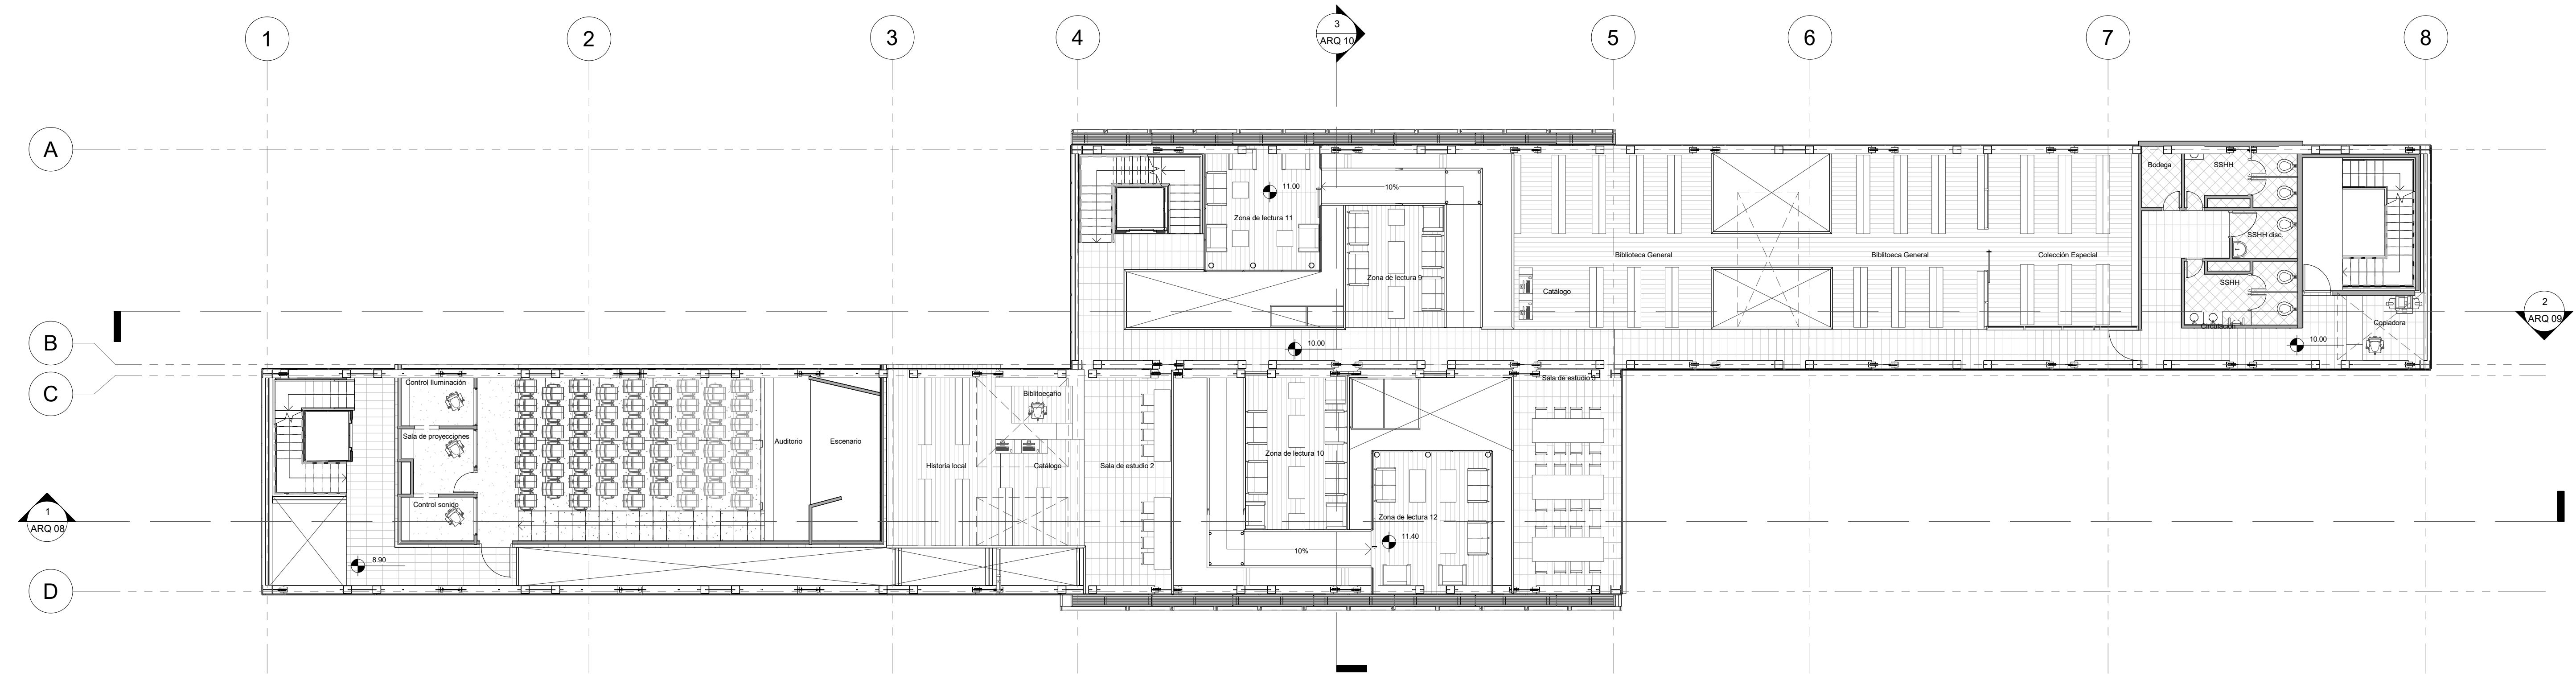 1
2
3
4
3
ARQ 10
5
6
7
8
A
Bodega
SSHH
11.00
10%
Zona de lectura 11
SSHH disc.
Biblioteca General
Biblitoeca General
Colección Especial
Zona de lectura 9
SSHH
Catálogo
2
ARQ 09
Copiadora
B
10.00
10.00
C
Control Iluminación
Sala de estudio 3
Biblitoecario
Sala de proyecciones
Auditorio
Escenario
Zona de lectura 10
Historia local
Catálogo
Sala de estudio 2
Control sonido
1
ARQ 08
Zona de lectura 12
11.40
10%
8.90
D